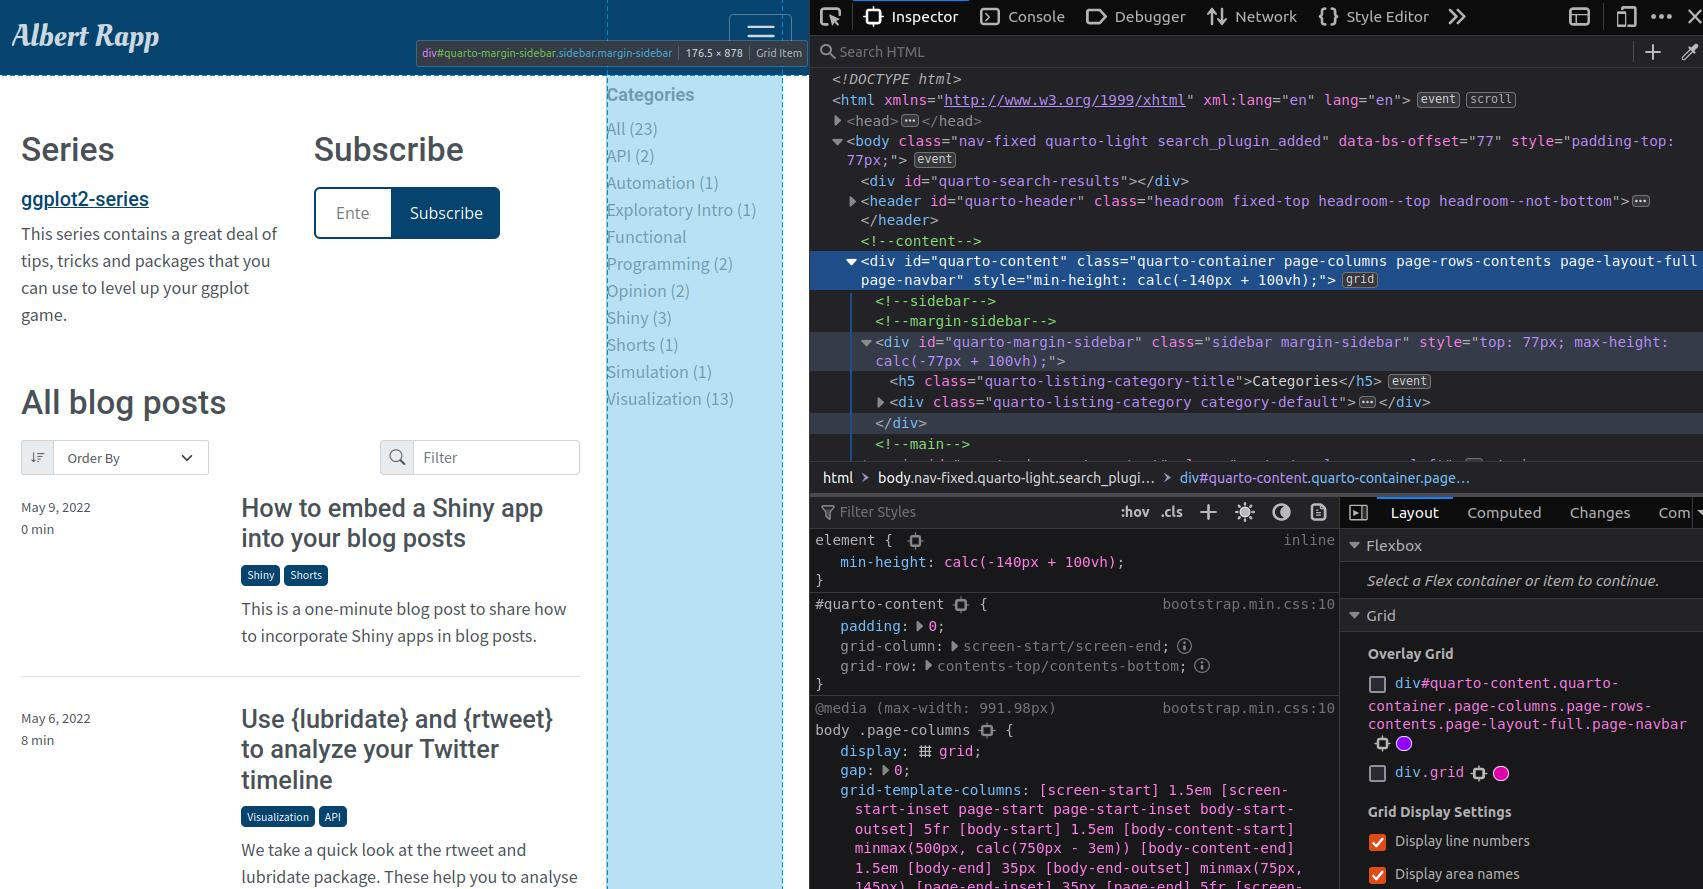 Albert Rapp
div#quarto-margin-sidebar.sidebar.margin-sidebar | 176.5 × 878 | Grid Item
Categories
All (23)
API (2)
Automation (1)
Exploratory Intro (1)
Functional
Programming (2)
Opinion (2)
Shiny (3)
Shorts (1)
Simulation (1)
Visualization (13)
Series
ggplot2-series
This series contains a great deal of
tips, tricks and packages that you
can use to level up your ggplot
game.
Subscribe
Ente
Subscribe
All blog posts
Order By
Filter
May 9, 2022
0 min
How to embed a Shiny app
into your blog posts
Shiny Shorts
This is a one-minute blog post to share how
to incorporate Shiny apps in blog posts.
May 6, 2022
8 min
Use {lubridate} and {rtweet}
to analyze your Twitter
timeline
Visualization API
We take a quick look at the rtweet and
lubridate package. These help you to analyse
Inspector Console Debugger Network Style Editor
Search HTML
<!DOCTYPE html>
<html xmlns="http://www.w3.org/1999/xhtml" xml:lang="en" lang="en"> event scroll
<head> ••• </head>
<body class="nav-fixed quarto-light search_plugin_added" data-bs-offset="77" style="padding-top:
77px;"> event
<div id="quarto-search-results"></div>
<header id="quarto-header" class="headroom fixed-top headroom--top headroom--not-bottom"> •••
</header>
<!--content-->
<div id="quarto-content" class="quarto-container page-columns page-rows-contents page-layout-full
page-navbar" style="min-height: calc(-140px + 100vh);"> grid
<!--sidebar-->
<!--margin-sidebar-->
<div id="quarto-margin-sidebar" class="sidebar margin-sidebar" style="top: 77px; max-height:
calc(-77px + 100vh);">
<h5 class="quarto-listing-category-title">Categories</h5> event
<div class="quarto-listing-category category-default"> ••• </div>
</div>
<!--main-->
html > body.nav-fixed.quarto-light.search_plugi… > div#quarto-content.quarto-container.page…
Filter Styles :hov .cls
element { inline
min-height: calc(-140px + 100vh);
}
#quarto-content { bootstrap.min.css:10
padding: 0;
grid-column: screen-start/screen-end;
grid-row: contents-top/contents-bottom;
}
@media (max-width: 991.98px) bootstrap.min.css:10
body .page-columns {
display: grid;
gap: 0;
grid-template-columns: [screen-start] 1.5em [screen-
start-inset page-start page-start-inset body-start-
outset] 5fr [body-start] 1.5em [body-content-start]
minmax(500px, calc(750px - 3em)) [body-content-end]
1.5em [body-end] 35px [body-end-outset] minmax(75px,
145px) [page-end-inset] 35px [page-end] 5fr [screen-
Layout Computed Changes Com
Flexbox
Select a Flex container or item to continue.
Grid
Overlay Grid
div#quarto-content.quarto-
container.page-columns.page-rows-
contents.page-layout-full.page-navbar
div.grid
Grid Display Settings
Display line numbers
Display area names